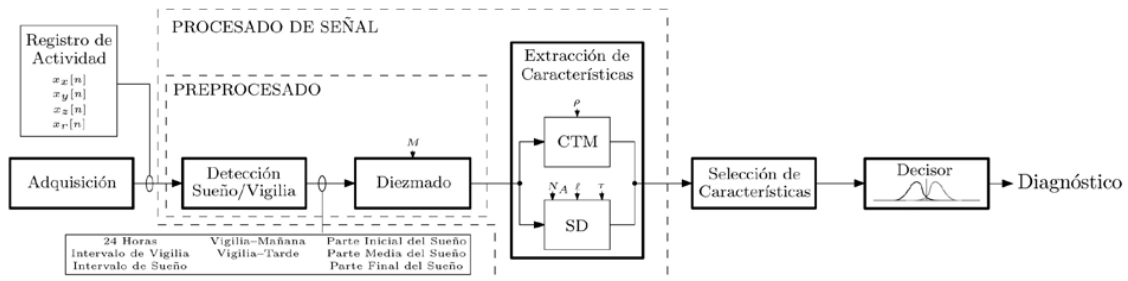 PROCESADO DE SEÑAL
Registro de
Actividad
x_x[n]
x_y[n]
x_z[n]
x_r[n]
PREPROCESADO
Extracción de
Características
ρ
CTM
M
Adquisición
Detección
Sueño/Vigilia
Diezmado
N_A ℓ τ
SD
Selección de
Características
Decisor
Diagnóstico
24 Horas
Intervalo de Vigilia
Intervalo de Sueño
Vigilia–Mañana
Vigilia–Tarde
Parte Inicial del Sueño
Parte Media del Sueño
Parte Final del Sueño